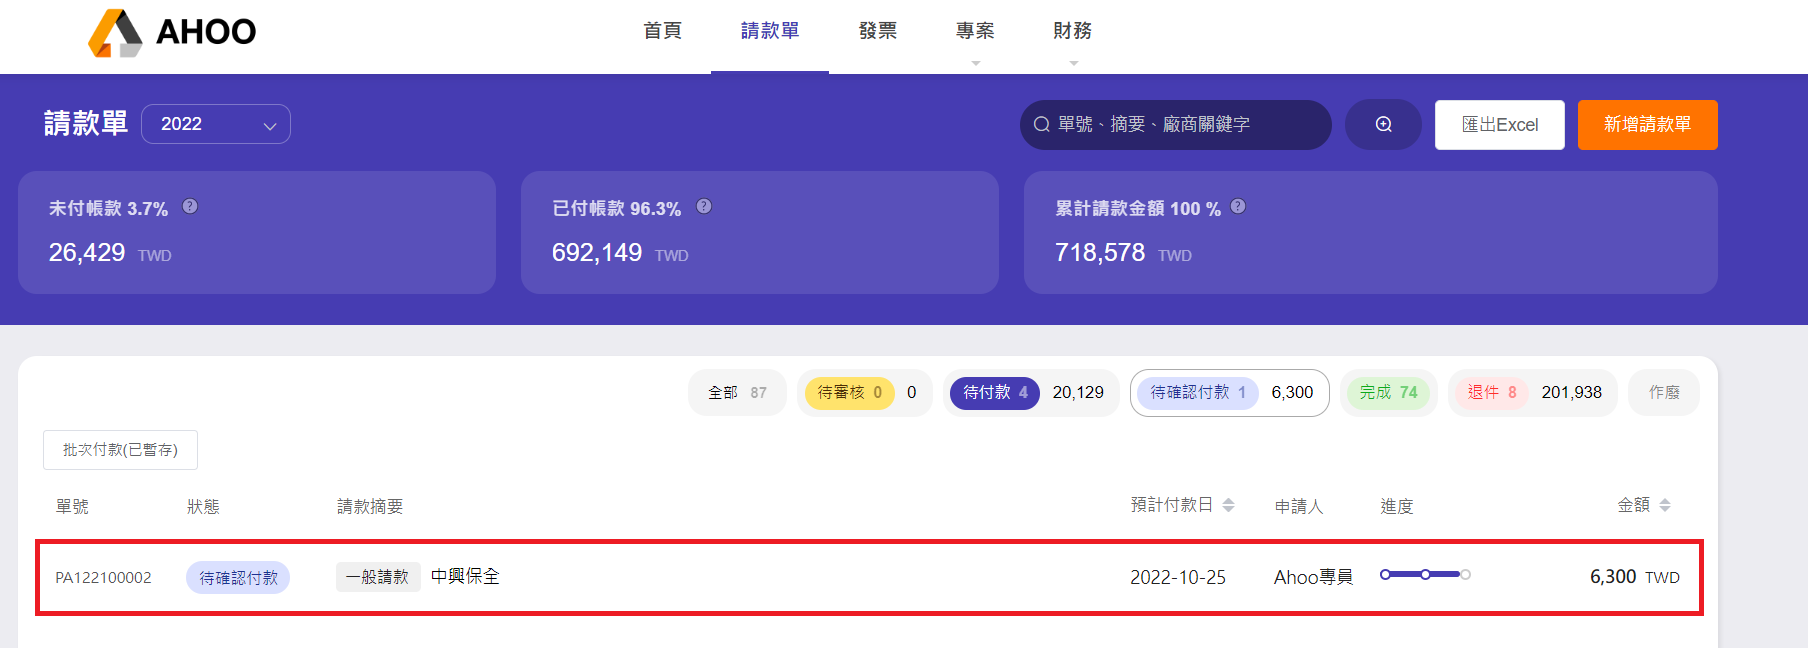 AHOO
首頁 請款單 發票 專案 財務
請款單 2022 單號、摘要、廠商關鍵字 匯出Excel 新增請款單
未付帳款 3.7% ? 已付帳款 96.3% ? 累計請款金額 100 % ?
26,429 TWD 692,149 TWD 718,578 TWD
全部 87 待審核 0 0 待付款 4 20,129 待確認付款 1 6,300 完成 74 退件 8 201,938 作廢
批次付款(已暫存)
單號 狀態 請款摘要 預計付款日 申請人 進度 金額
PA122100002 待確認付款 一般請款 中興保全 2022-10-25 Ahoo專員 6,300 TWD